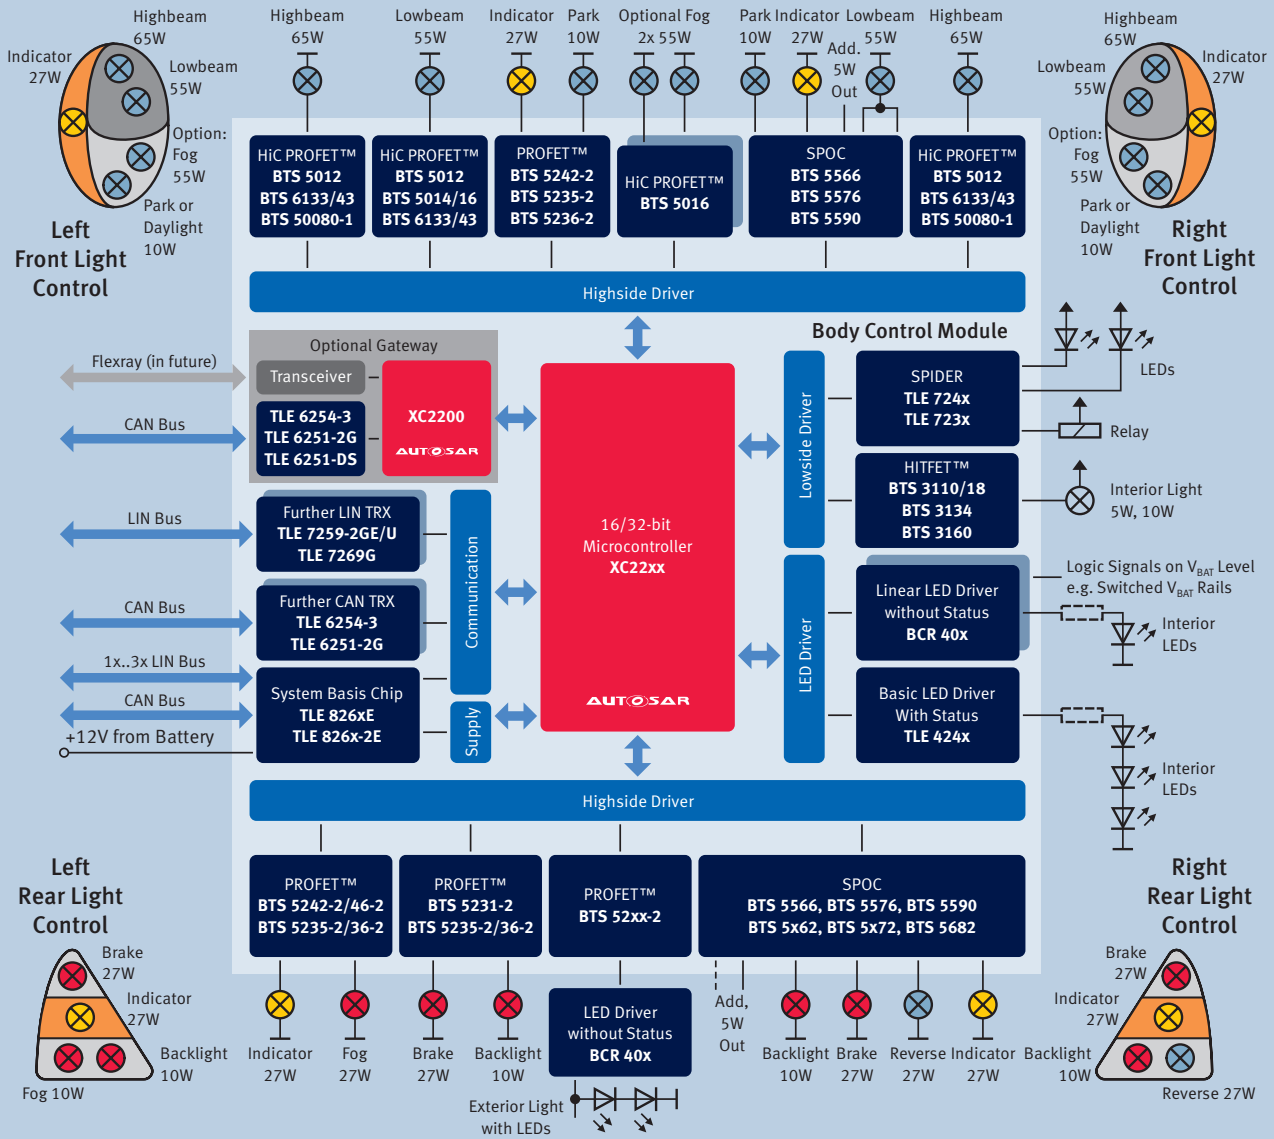 Highbeam
65W
Indicator
27W
Lowbeam
55W
Option:
Fog
55W
Park or
Daylight
10W
Left
Front Light
Control
Highbeam
65W
Lowbeam
55W
Indicator
27W
Park
10W
Optional Fog
2x 55W
Park
10W
Indicator
27W
Add.
5W
Out
Lowbeam
55W
Highbeam
65W
Highbeam
65W
Indicator
27W
Lowbeam
55W
Option:
Fog
55W
Park or
Daylight
10W
Right
Front Light
Control
HiC PROFET™
BTS 5012
BTS 6133/43
BTS 50080-1
HiC PROFET™
BTS 5012
BTS 5014/16
BTS 6133/43
PROFET™
BTS 5242-2
BTS 5235-2
BTS 5236-2
HiC PROFET™
BTS 5016
SPOC
BTS 5566
BTS 5576
BTS 5590
HiC PROFET™
BTS 5012
BTS 6133/43
BTS 50080-1
Highside Driver
Body Control Module
Optional Gateway
Flexray (in future)
Transceiver
CAN Bus
TLE 6254-3
TLE 6251-2G
TLE 6251-DS
XC2200
AUTOSAR
LIN Bus
Further LIN TRX
TLE 7259-2GE/U
TLE 7269G
CAN Bus
Further CAN TRX
TLE 6254-3
TLE 6251-2G
1x..3x LIN Bus
CAN Bus
+12V from Battery
System Basis Chip
TLE 826xE
TLE 826x-2E
Communication
Supply
16/32-bit
Microcontroller
XC22xx
AUTOSAR
Lowside Driver
LED Driver
SPIDER
TLE 724x
TLE 723x
LEDs
Relay
HITFET™
BTS 3110/18
BTS 3134
BTS 3160
Interior Light
5W, 10W
Linear LED Driver
without Status
BCR 40x
Logic Signals on VBAT Level
e.g. Switched VBAT Rails
Interior
LEDs
Basic LED Driver
With Status
TLE 424x
Interior
LEDs
Highside Driver
PROFET™
BTS 5242-2/46-2
BTS 5235-2/36-2
PROFET™
BTS 5231-2
BTS 5235-2/36-2
PROFET™
BTS 52xx-2
SPOC
BTS 5566, BTS 5576, BTS 5590
BTS 5x62, BTS 5x72, BTS 5682
Left
Rear Light
Control
Brake
27W
Indicator
27W
Backlight
10W
Fog 10W
Indicator
27W
Fog
27W
Brake
27W
Backlight
10W
LED Driver
without Status
BCR 40x
Exterior Light
with LEDs
Add,
5W
Out
Backlight
10W
Brake
27W
Reverse
27W
Indicator
27W
Right
Rear Light
Control
Brake
27W
Indicator
27W
Backlight
10W
Reverse 27W